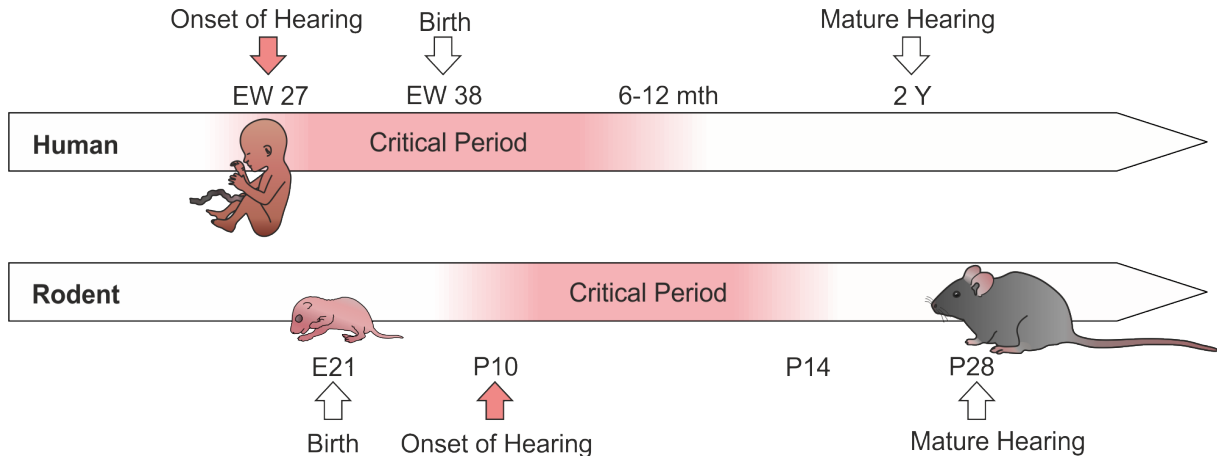 Onset of Hearing
Birth
Mature Hearing
EW 27
EW 38
6-12 mth
2 Y
Human
Critical Period
Rodent
Critical Period
E21
P10
P14
P28
Birth
Onset of Hearing
Mature Hearing